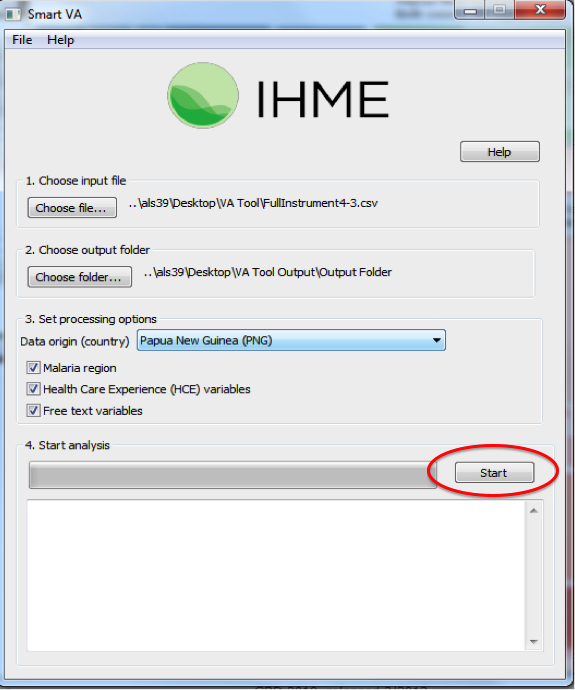 Smart VA
File Help
IHME
Help
1. Choose input file
Choose file... ..\als39\Desktop\VA Tool\FullInstrument4-3.csv
2. Choose output folder
Choose folder... ..\als39\Desktop\VA Tool Output\Output Folder
3. Set processing options
Data origin (country) Papua New Guinea (PNG)
Malaria region
Health Care Experience (HCE) variables
Free text variables
4. Start analysis
Start